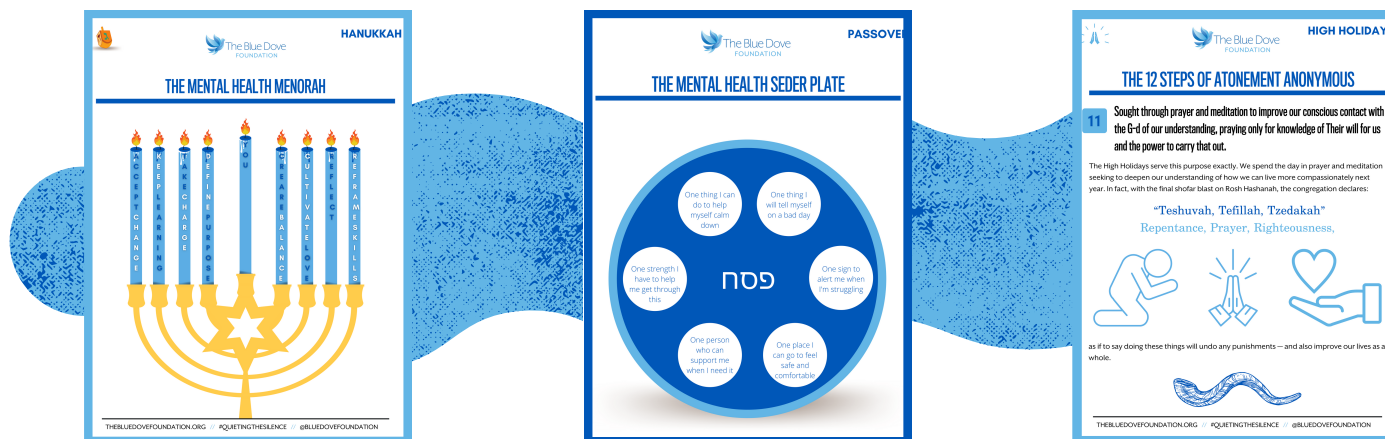 HANUKKAH
The Blue Dove
FOUNDATION
THE MENTAL HEALTH MENORAH
ACCEPT CHANGE
KEEP LEARNING
TAKE CHARGE
DEFINE PURPOSE
YOU
CREATE BALANCE
CULTIVATE LOVE
REFLECT
REFRAME SKILLS
THEBLUEDOVEFOUNDATION.ORG // #QUIETINGTHESILENCE // @BLUEDOVEFOUNDATION
PASSOVER
The Blue Dove
FOUNDATION
THE MENTAL HEALTH SEDER PLATE
One thing I can
do to help
myself calm
down
One thing I
will tell myself
on a bad day
One strength I
have to help
me get through
this
פסח
One sign to
alert me when
I'm struggling
One person
who can
support me
when I need it
One place I
can go to feel
safe and
comfortable
HIGH HOLIDAY
The Blue Dove
FOUNDATION
THE 12 STEPS OF ATONEMENT ANONYMOUS
11
Sought through prayer and meditation to improve our conscious contact with
the G-d of our understanding, praying only for knowledge of Their will for us
and the power to carry that out.
The High Holidays serve this purpose exactly. We spend the day in prayer and meditation
seeking to deepen our understanding of how we can live more compassionately next
year. In fact, with the final shofar blast on Rosh Hashanah, the congregation declares:
"Teshuvah, Tefillah, Tzedakah"
Repentance, Prayer, Righteousness,
as if to say doing these things will undo any punishments — and also improve our lives as a
whole.
THEBLUEDOVEFOUNDATION.ORG // #QUIETINGTHESILENCE // @BLUEDOVEFOUNDATION